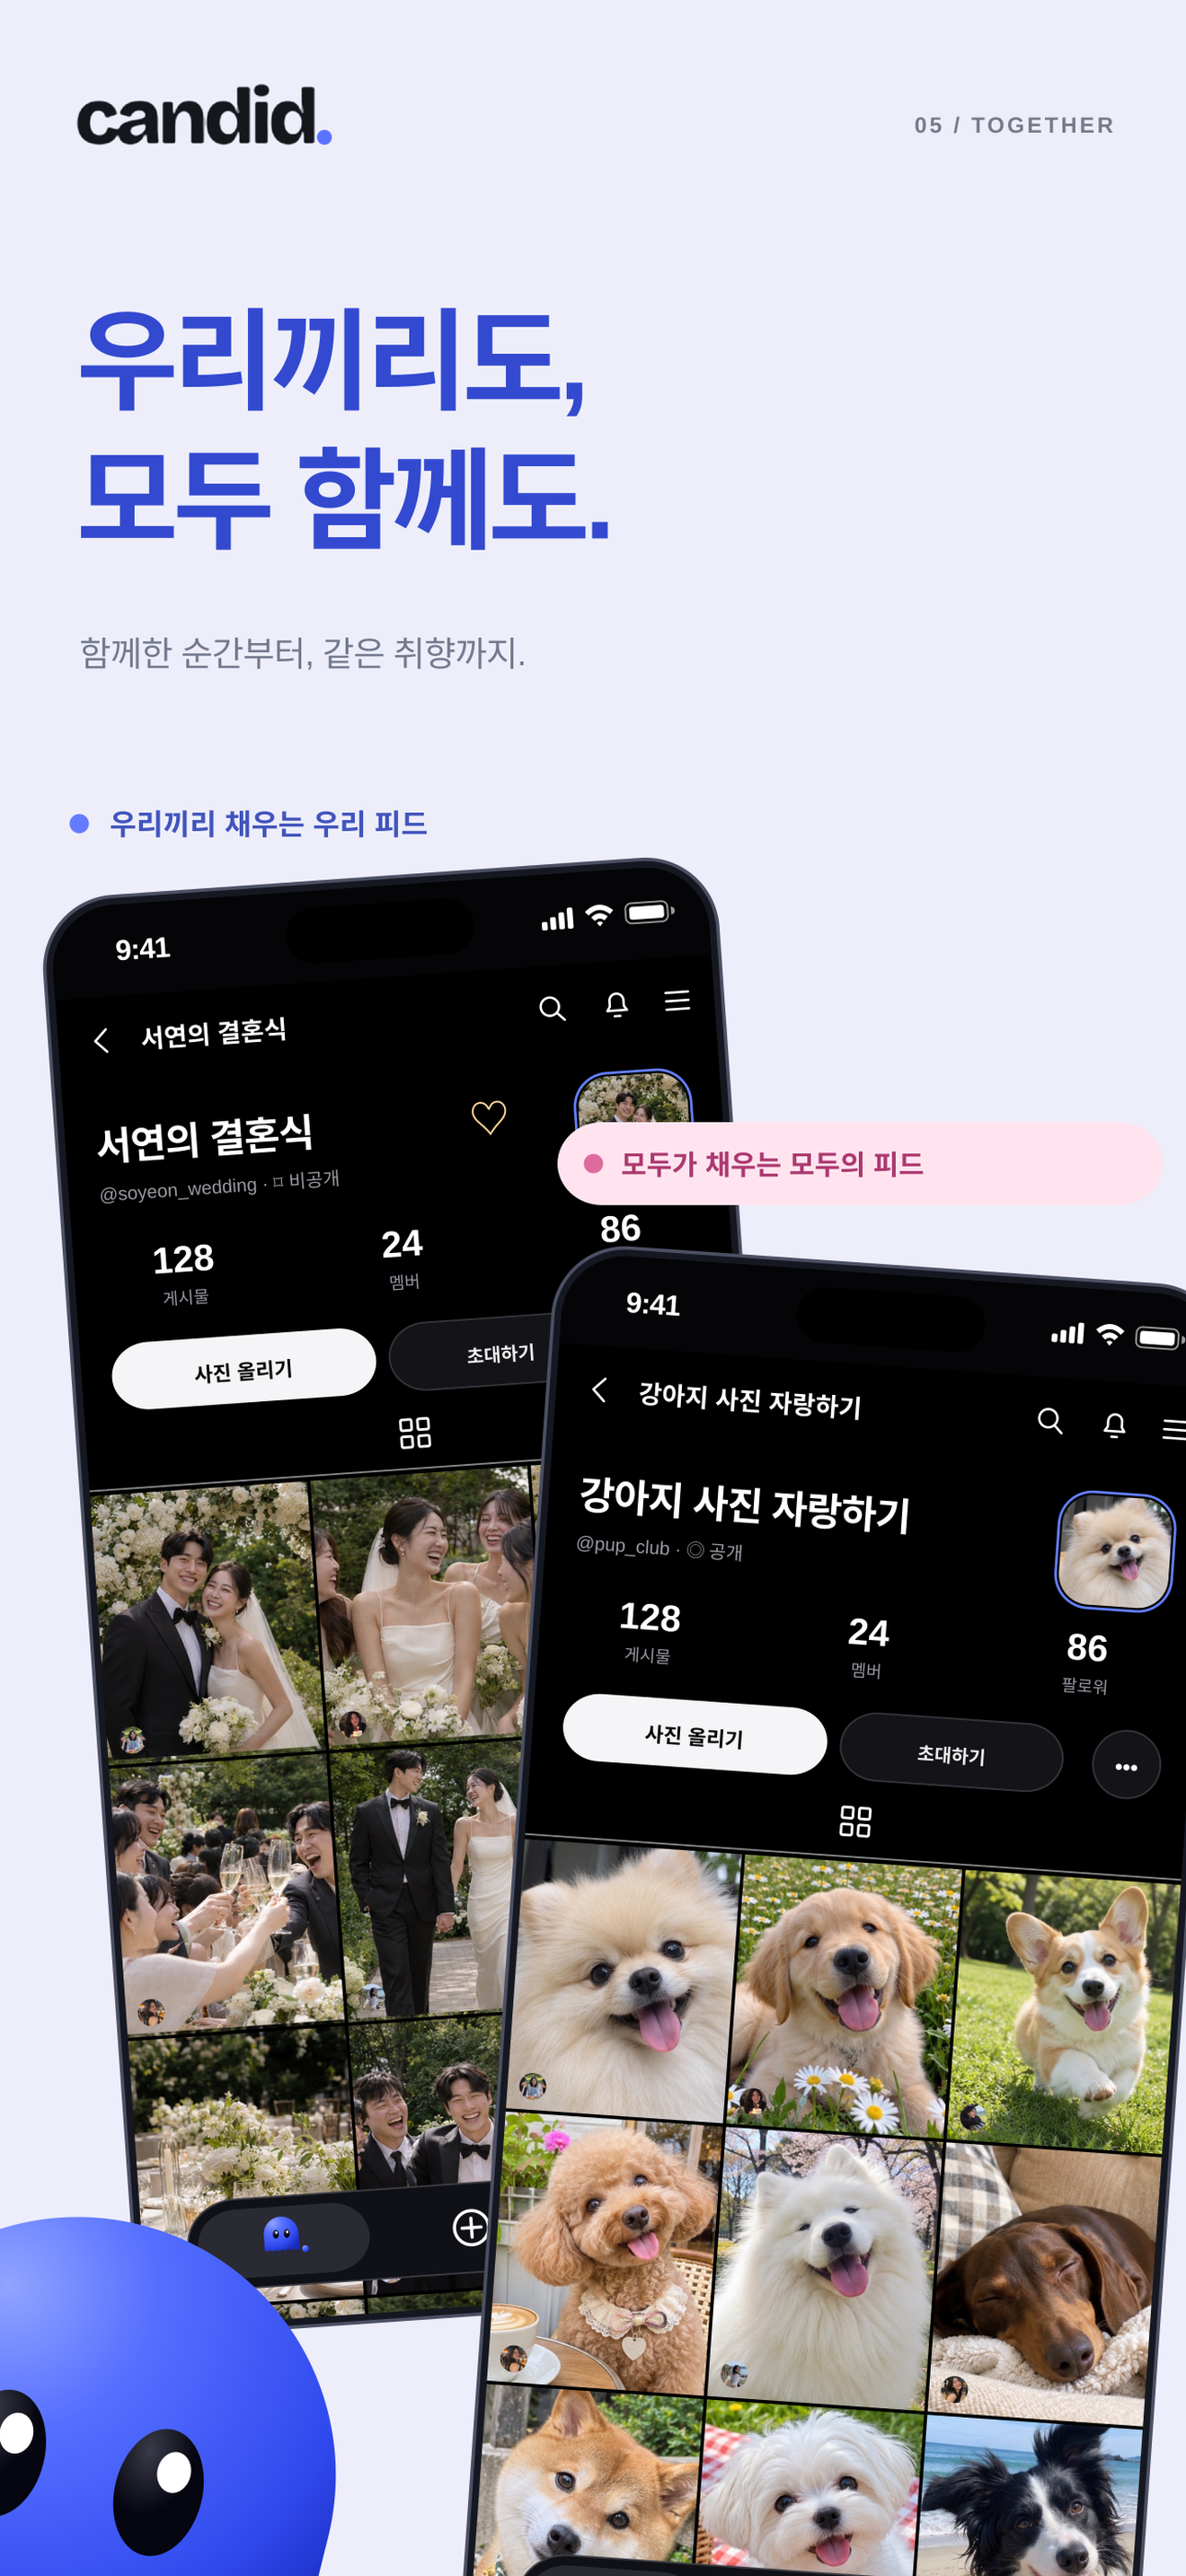 candid.
05 / TOGETHER
우리끼리도,
모두 함께도.
함께한 순간부터, 같은 취향까지.
우리끼리 채우는 우리 피드
9:41
서연의 결혼식
서연의 결혼식
@soyeon_wedding · ⌑ 비공개
128
24
86
게시물
멤버
사진 올리기
초대하기
모두가 채우는 모두의 피드
9:41
강아지 사진 자랑하기
강아지 사진 자랑하기
@pup_club · ◎ 공개
128
24
86
게시물
멤버
팔로워
사진 올리기
초대하기